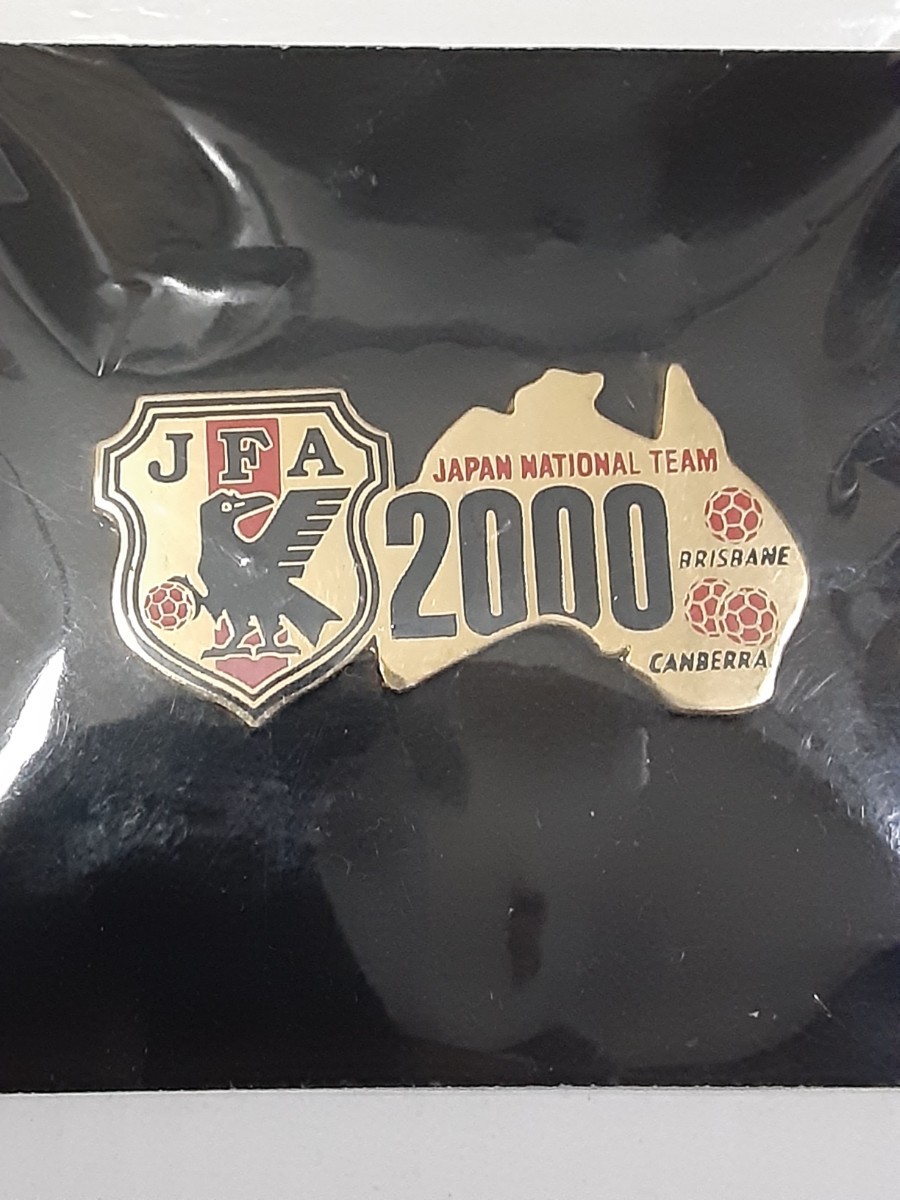 JFA
JAPAN NATIONAL TEAM
2000
BRISBANE
CANBERRA